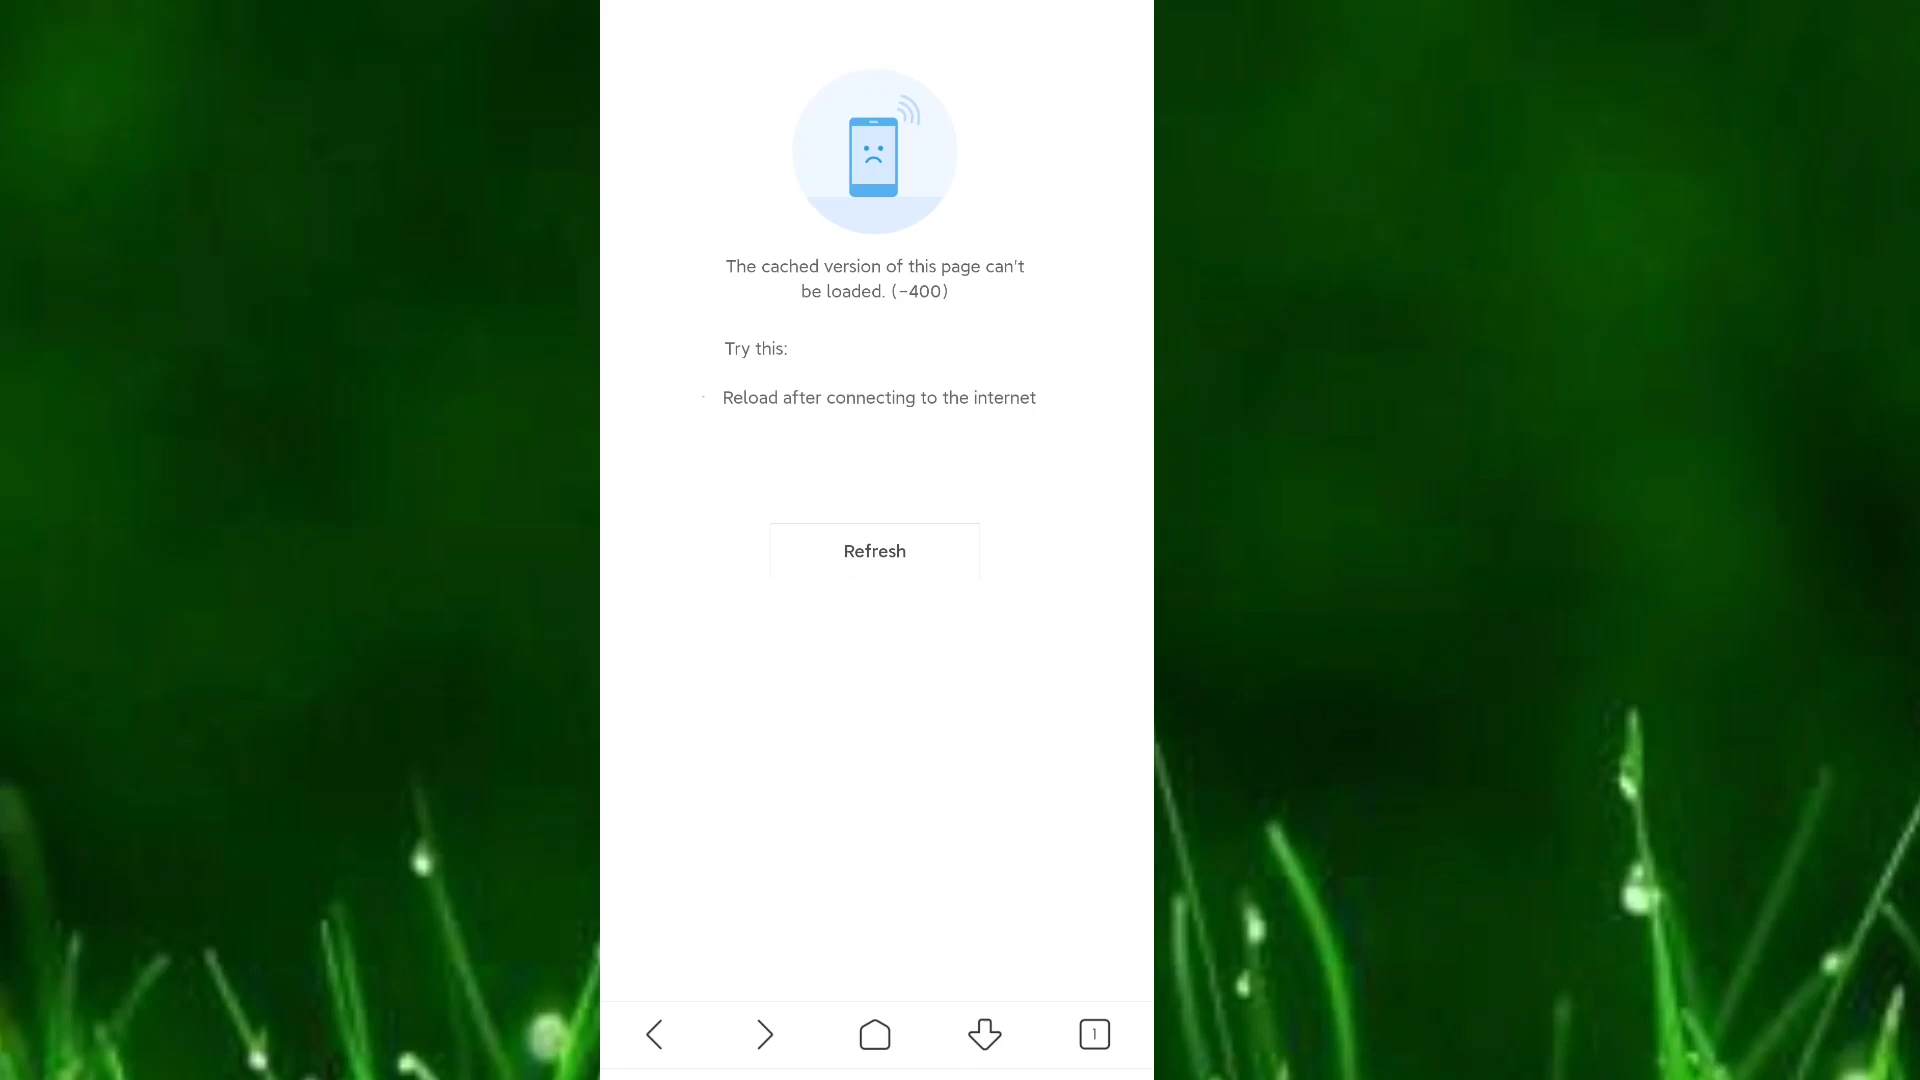 The cached version of this page can't
be loaded. (-400)
Try this:
· Reload after connecting to the internet
Refresh
1